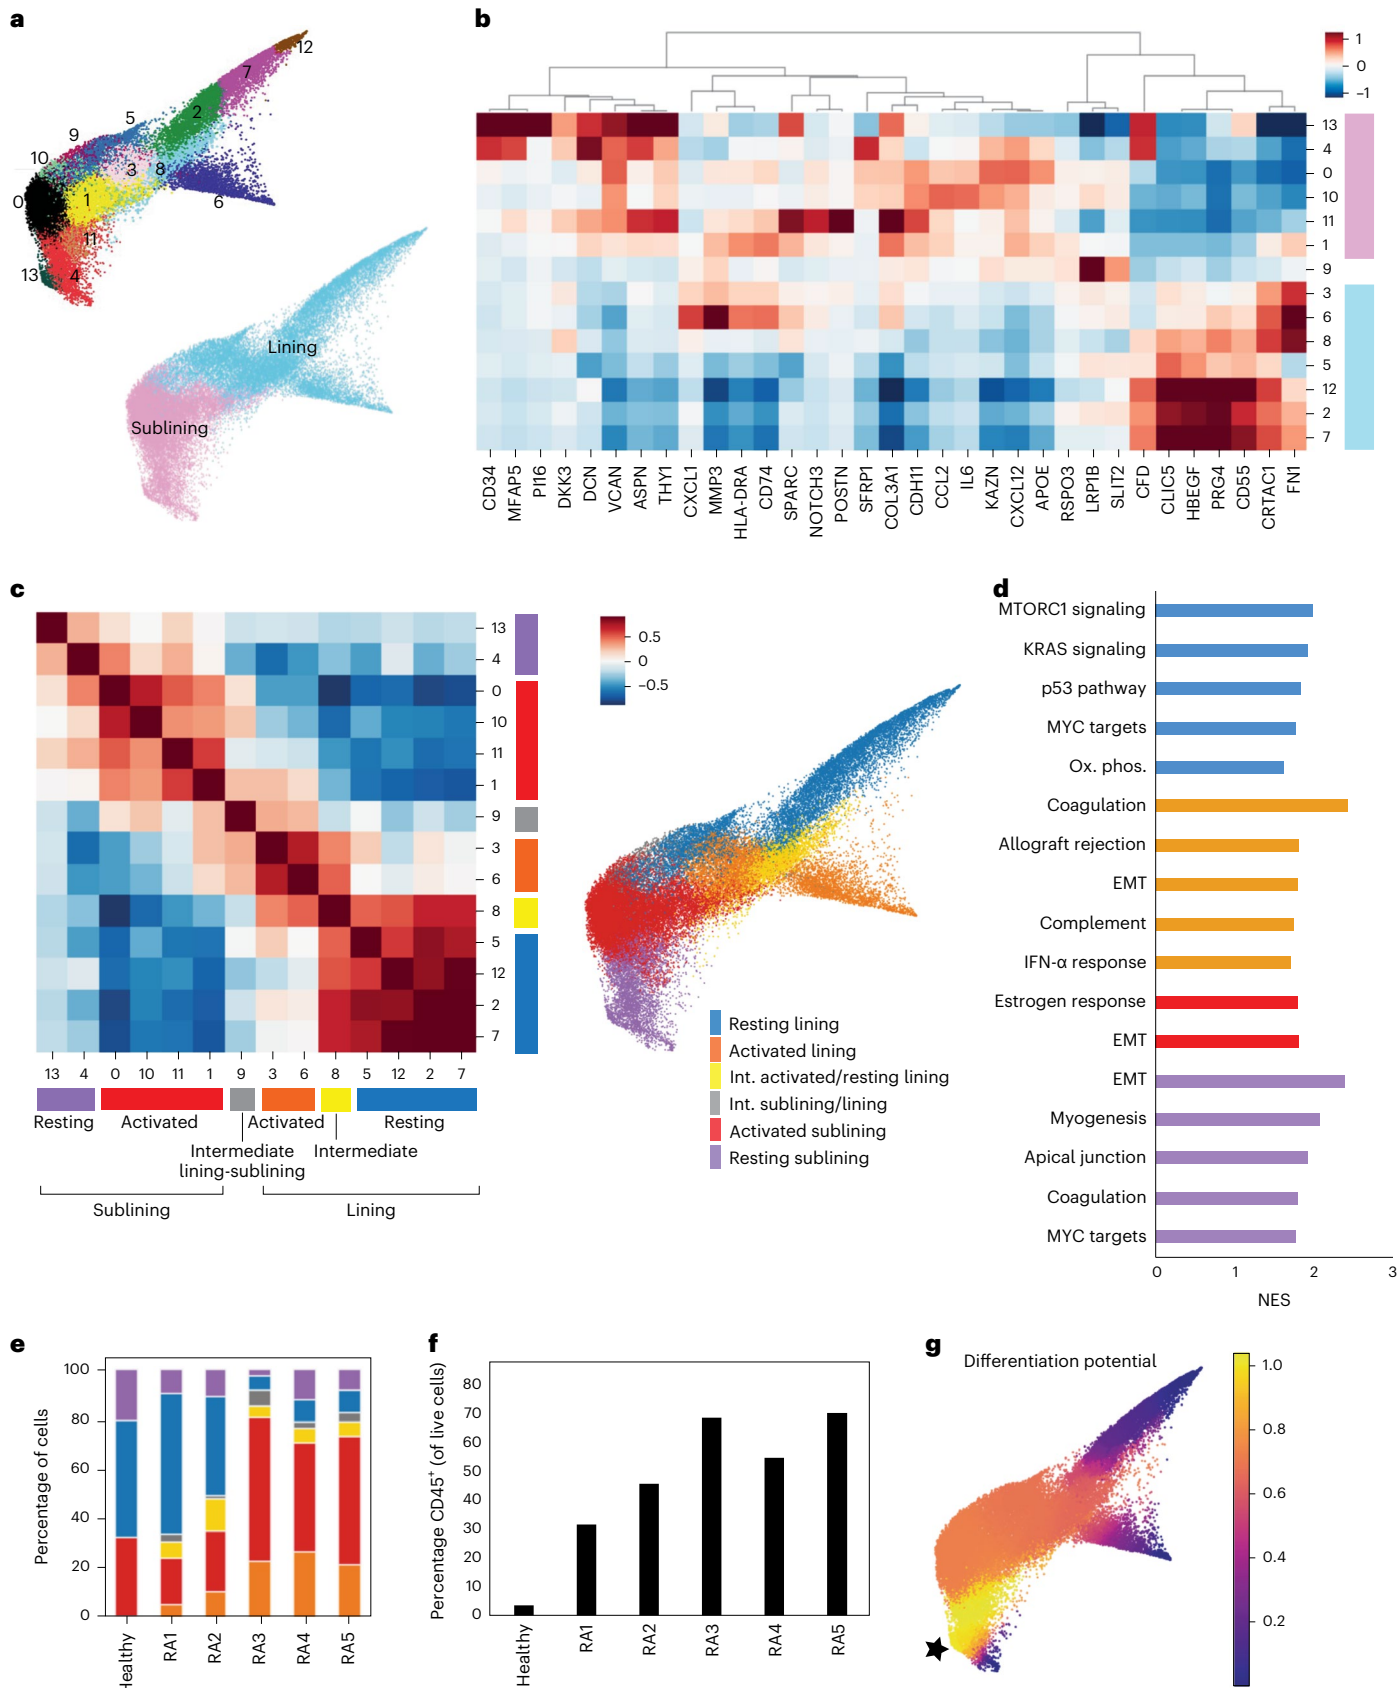 a
12
7
2
5
9
10
3
8
0
1
6
11
13
4
Lining
Sublining
b
1
0
−1
13
4
0
10
11
1
9
3
6
8
5
12
2
7
CD34
MFAP5
PI16
DKK3
DCN
VCAN
ASPN
THY1
CXCL1
MMP3
HLA-DRA
CD74
SPARC
NOTCH3
POSTN
SFRP1
COL3A1
CDH11
CCL2
IL6
KAZN
CXCL12
APOE
RSPO3
LRP1B
SLIT2
CFD
CLIC5
HBEGF
PRG4
CD55
CRTAC1
FN1
c
13
4
0
10
11
1
9
3
6
8
5
12
2
7
13 4 0 10 11 1 9 3 6 8 5 12 2 7
Resting Activated Activated Resting
Intermediate
lining-sublining
Intermediate
Sublining Lining
0.5
0
−0.5
Resting lining
Activated lining
Int. activated/resting lining
Int. sublining/lining
Activated sublining
Resting sublining
d
MTORC1 signaling
KRAS signaling
p53 pathway
MYC targets
Ox. phos.
Coagulation
Allograft rejection
EMT
Complement
IFN-α response
Estrogen response
EMT
EMT
Myogenesis
Apical junction
Coagulation
MYC targets
0 1 2 3
NES
e
Percentage of cells
100
80
60
40
20
0
Healthy
RA1
RA2
RA3
RA4
RA5
f
Percentage CD45+ (of live cells)
80
70
60
50
40
30
20
10
0
Healthy
RA1
RA2
RA3
RA4
RA5
g
Differentiation potential
1.0
0.8
0.6
0.4
0.2